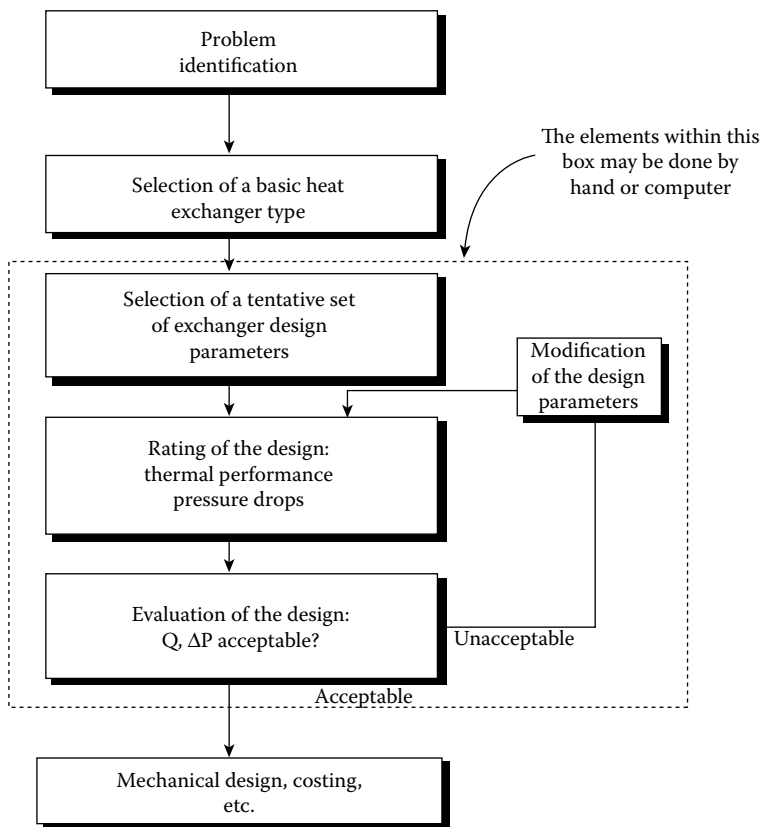 Problem
identification
The elements within this
box may be done by
hand or computer
Selection of a basic heat
exchanger type
Selection of a tentative set
of exchanger design
parameters
Modification
of the design
parameters
Rating of the design:
thermal performance
pressure drops
Evaluation of the design:
Q, ΔP acceptable?
Unacceptable
Acceptable
Mechanical design, costing,
etc.